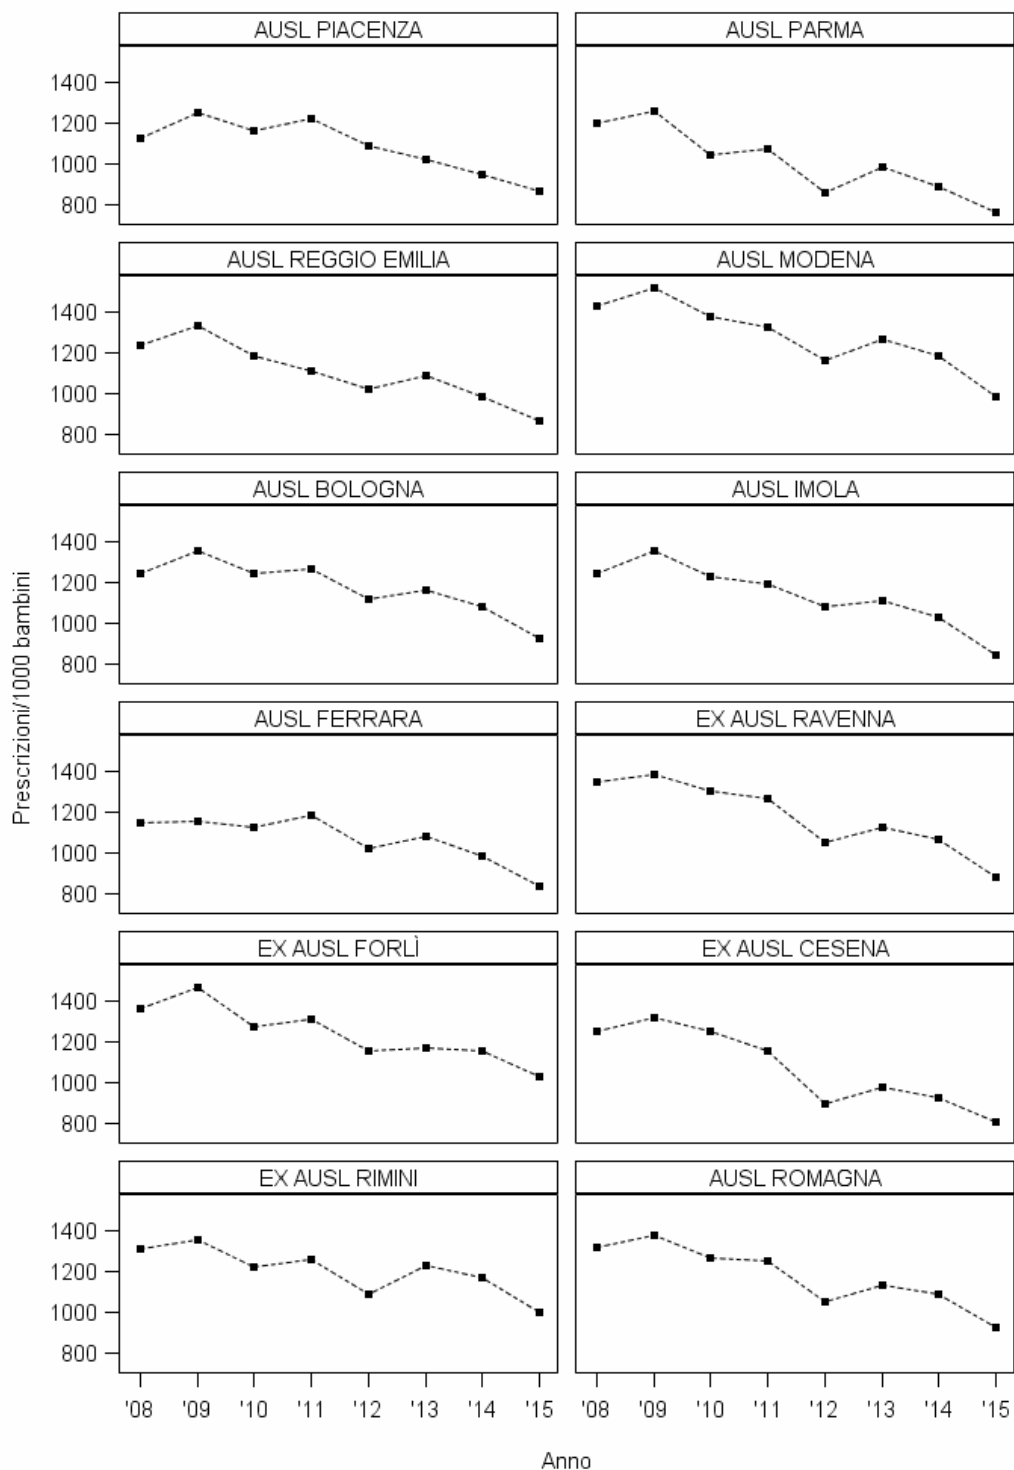 AUSL PIACENZA
AUSL PARMA
1400
1200
1000
800
AUSL REGGIO EMILIA
AUSL MODENA
1400
1200
1000
800
AUSL BOLOGNA
AUSL IMOLA
1400
1200
1000
800
Prescrizioni/1000 bambini
AUSL FERRARA
EX AUSL RAVENNA
1400
1200
1000
800
EX AUSL FORLÌ
EX AUSL CESENA
1400
1200
1000
800
EX AUSL RIMINI
AUSL ROMAGNA
1400
1200
1000
800
'08 '09 '10 '11 '12 '13 '14 '15
'08 '09 '10 '11 '12 '13 '14 '15
Anno